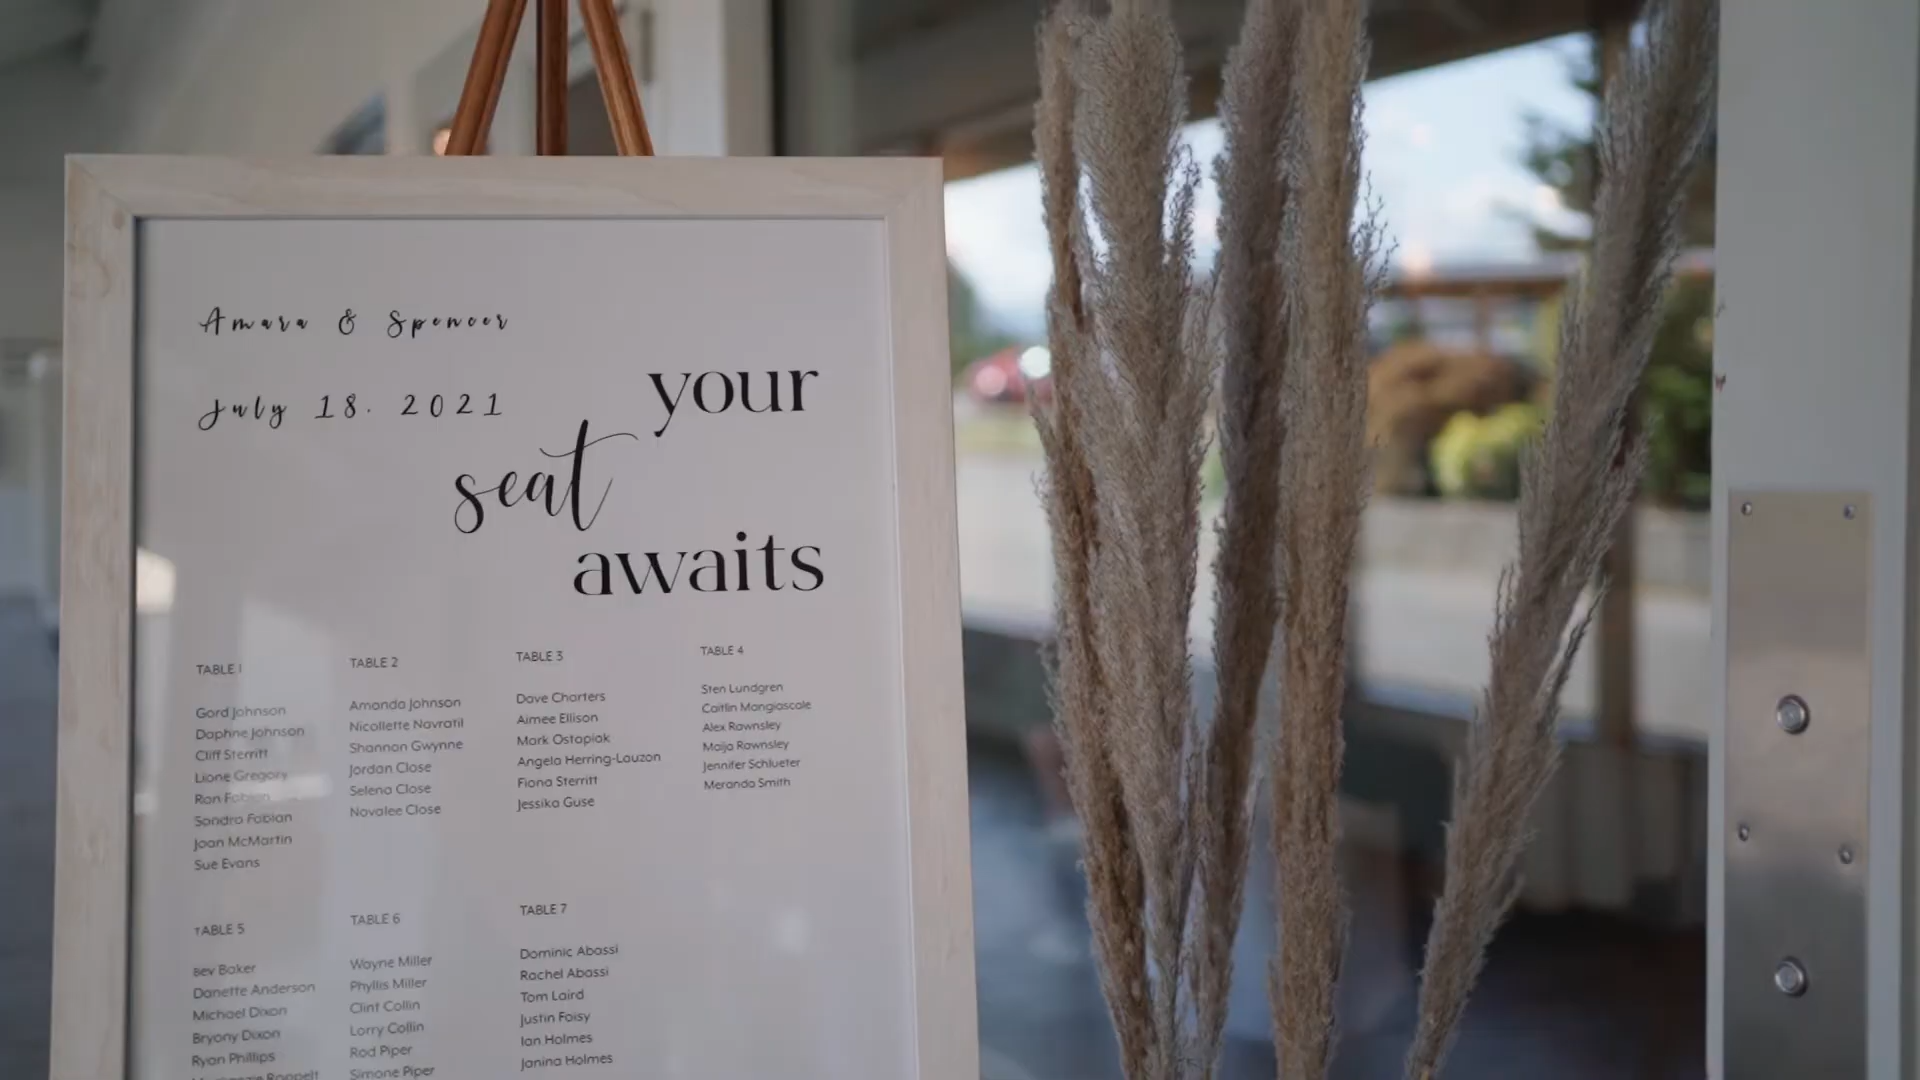 Amara & Spencer
July 18. 2021
your
seat
awaits
TABLE 1
Gord Johnson
Daphne Johnson
Cliff Sterritt
Lione Gregory
Ron Fabian
Sandra Fabian
Joan McMartin
Sue Evans
TABLE 2
Amanda Johnson
Nicollette Navratil
Shannon Gwynne
Jordan Close
Selena Close
Novalee Close
TABLE 3
Dave Charters
Aimee Ellison
Mark Ostapiak
Angela Herring-Lauzon
Fiona Sterritt
Jessika Guse
TABLE 4
Sten Lundgren
Caitlin Mangiascale
Alex Rawnsley
Maija Rawnsley
Jennifer Schlueter
Meranda Smith
TABLE 5
Bev Baker
Danette Anderson
Michael Dixon
Bryony Dixon
Ryan Phillips
TABLE 6
Wayne Miller
Phyllis Miller
Clint Collin
Lorry Collin
Rod Piper
Simone Piper
TABLE 7
Dominic Abassi
Rachel Abassi
Tom Laird
Justin Foisy
Ian Holmes
Janina Holmes